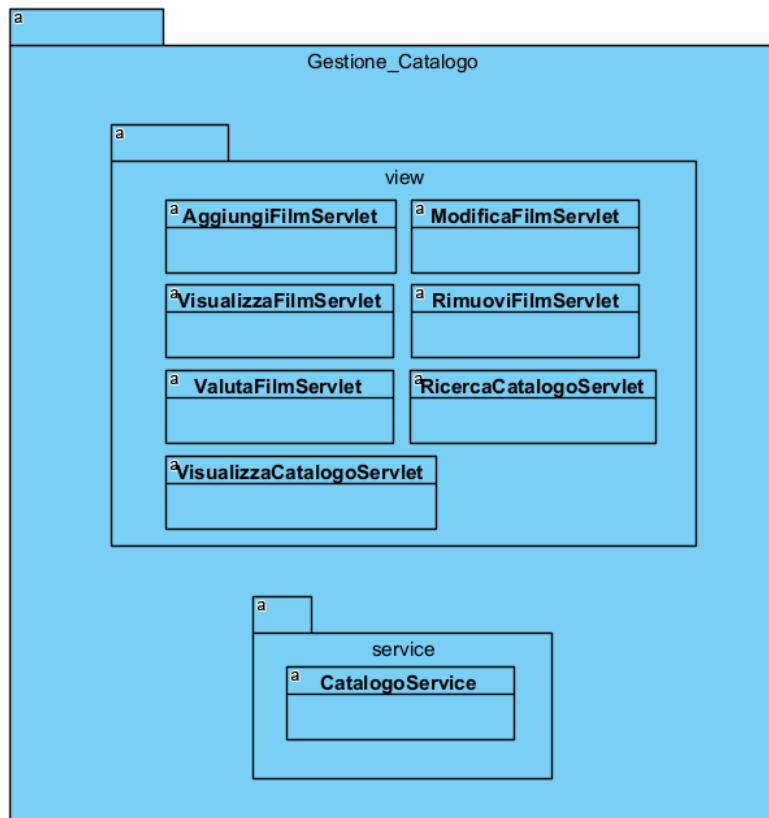 a
Gestione_Catalogo
a
view
a AggiungiFilmServlet
a ModificaFilmServlet
a VisualizzaFilmServlet
a RimuoviFilmServlet
a ValutaFilmServlet
a RicercaCatalogoServlet
a VisualizzaCatalogoServlet
a
service
a CatalogoService